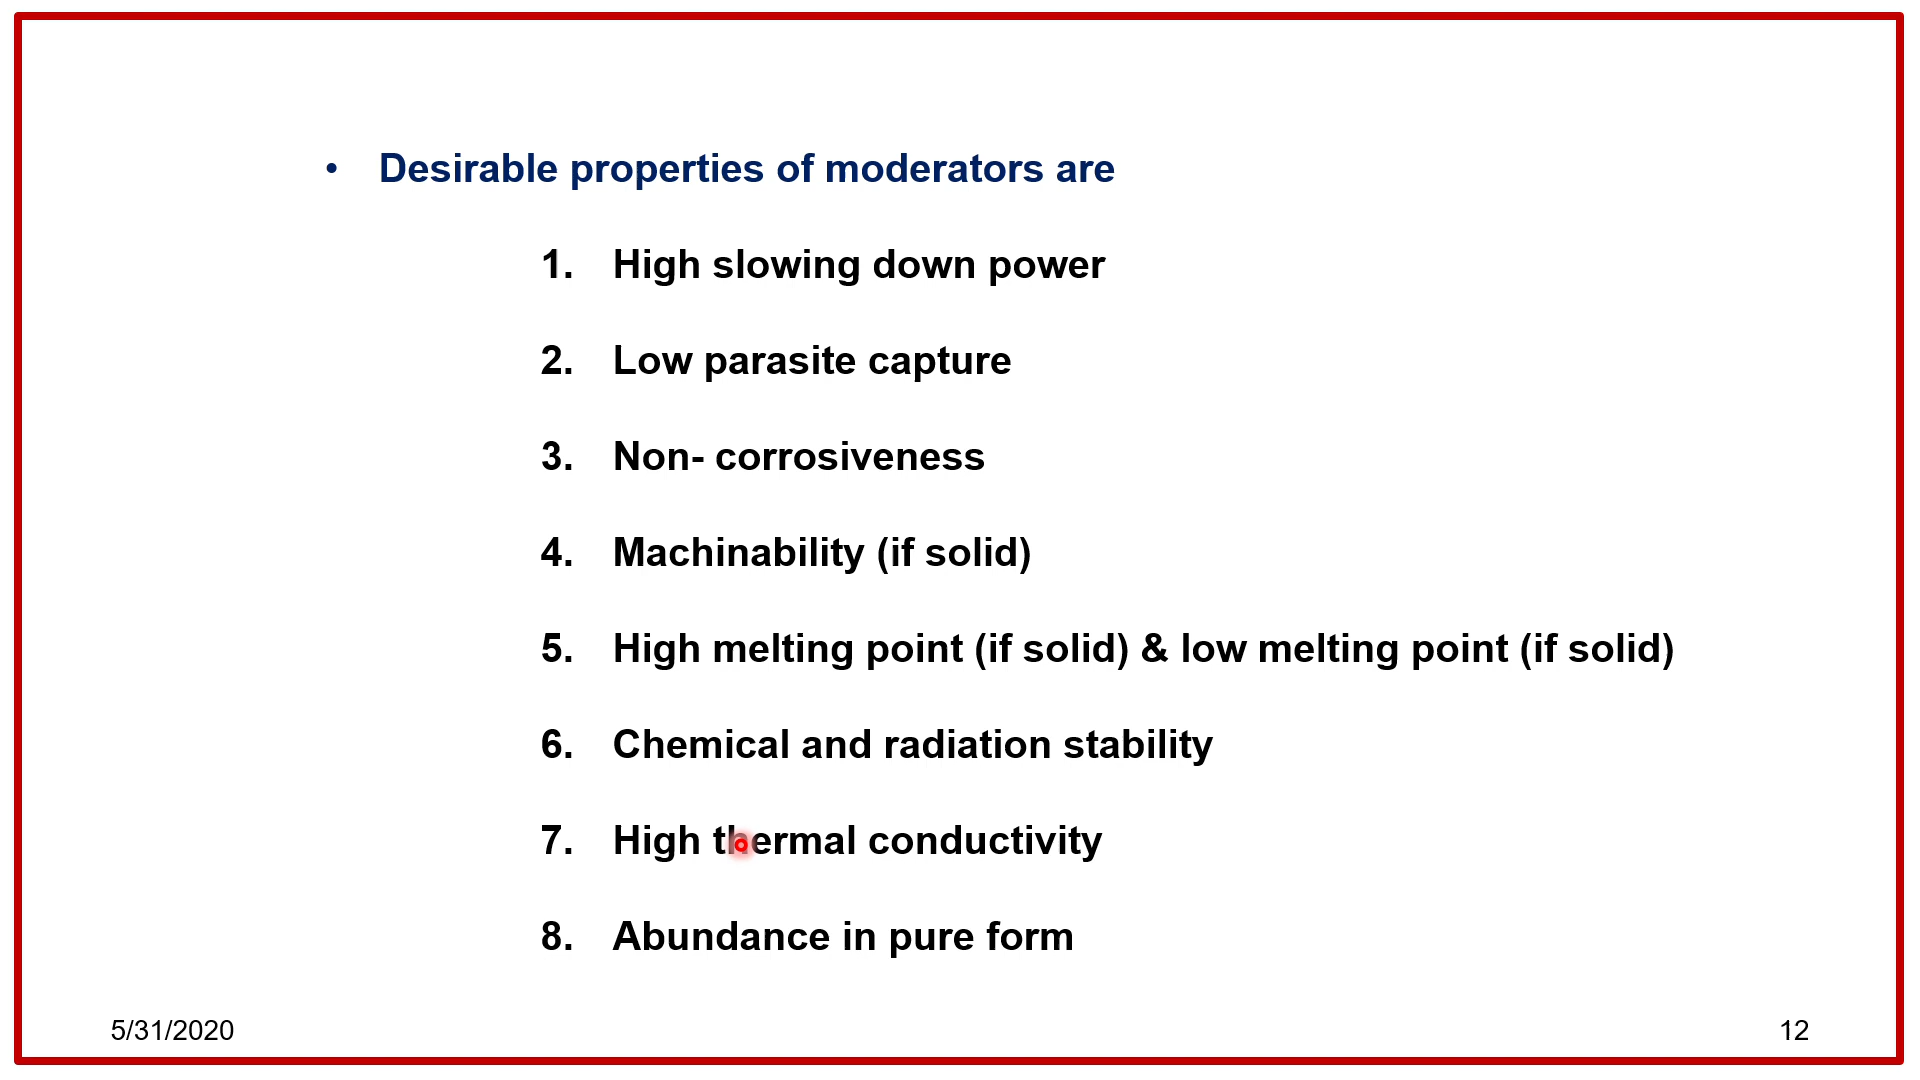 • Desirable properties of moderators are
1. High slowing down power
2. Low parasite capture
3. Non- corrosiveness
4. Machinability (if solid)
5. High melting point (if solid) & low melting point (if solid)
6. Chemical and radiation stability
7. High thermal conductivity
8. Abundance in pure form
5/31/2020
12